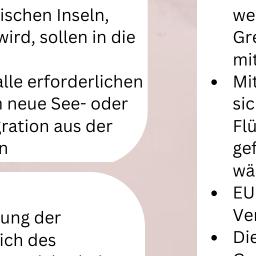 ischen Inseln,
wird, sollen in die
alle erforderlichen
neue See- oder
gration aus der
n
ung der
ich des
we
Gre
mit
• Mit
sic
Flü
gef
wä
• EU
Ver
• Die